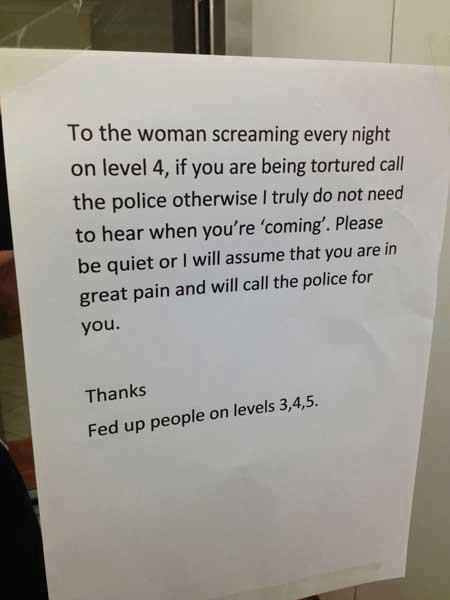 To the woman screaming every night
on level 4, if you are being tortured call
the police otherwise I truly do not need
to hear when you're 'coming'. Please
be quiet or I will assume that you are in
great pain and will call the police for
you.
Thanks
Fed up people on levels 3,4,5.